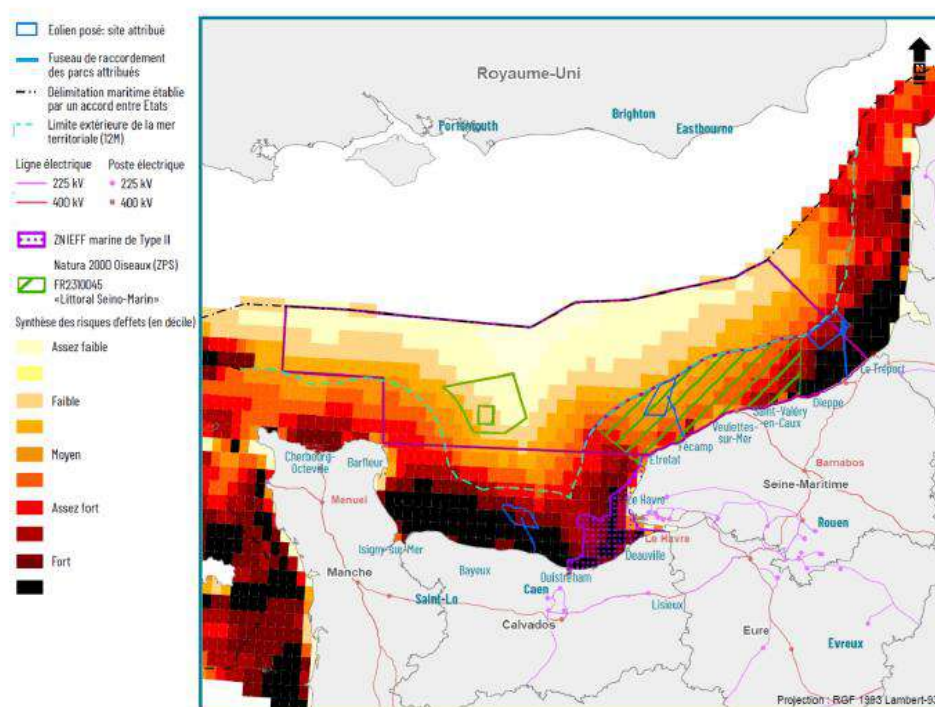 Eolien posé: site attribué
Fuseau de raccordement
des parcs attribués
Délimitation maritime établie
par un accord entre Etats
Limite extérieure de la mer
territoriale (12M)
Ligne électrique
Poste électrique
225 kV
225 kV
400 kV
400 kV
ZNIEFF marine de Type II
Natura 2000 Oiseaux (ZPS)
FR2310045
«Littoral Seino-Marin»
Synthèse des risques d'effets (en décile)
Assez faible
Faible
Moyen
Assez fort
Fort
N
Royaume-Uni
Portsmouth
Brighton
Eastbourne
Le Tréport
Dieppe
Saint-Valéry
en-Caux
Veulettes-
sur-Mer
Fécamp
Etretat
Cherbourg-
Octeville
Barfleur
Barnabos
Menuel
Seine-Maritime
Le Havre
Rouen
Le Havre
Isigny-sur-Mer
Deauville
Bayeux
Ouistreham
Manche
Caen
Saint-Lo
Lisieux
Calvados
Eure
Evreux
Projection : RGF 1993 Lambert-93